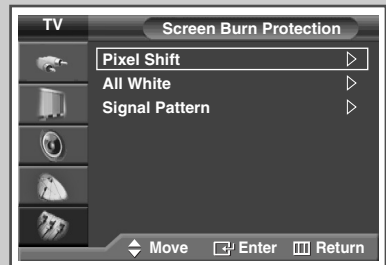 TV
Screen Burn Protection
Pixel Shift
All White
Signal Pattern
Move Enter Return